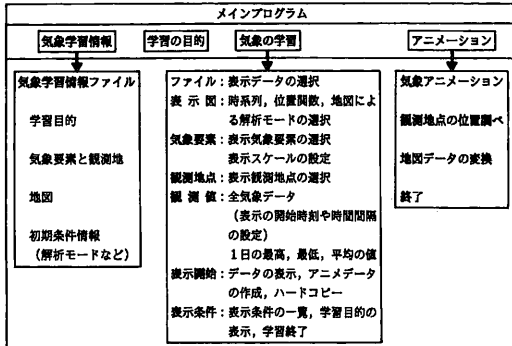 メインプログラム
気象学習情報
学習の目的
気象の学習
アニメーション
気象学習情報ファイル
学習目的
気象要素と観測地
地図
初期条件情報
（解析モードなど）
ファイル：表示データの選択
表 示 図：時系列，位置関数，地図によ
る解析モードの選択
気象要素：表示気象要素の選択
表示スケールの設定
観測地点：表示観測地点の選択
観 測 値：全気象データ
（表示の開始時刻や時間間隔
の設定）
１日の最高，最低，平均の値
表示開始：データの表示，アニメデータ
の作成，ハードコピー
表示条件：表示条件の一覧，学習目的の
表示，学習終了
気象アニメーション
観測地点の位置調べ
地図データの変換
終了